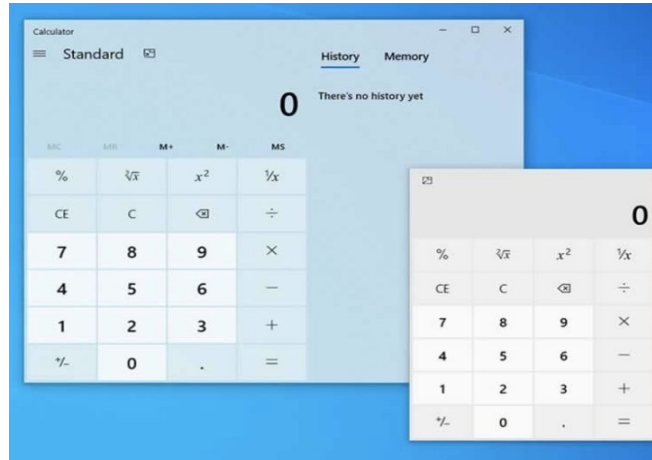 Calculator
Standard
History Memory
0
There's no history yet
MC MR M+ M- MS
% ²√x x² ¹/x
CE C ÷
7 8 9 ×
4 5 6 −
1 2 3 +
+/− 0 . =
0
% ²√x x² ¹/x
CE C ÷
7 8 9 ×
4 5 6 −
1 2 3 +
+/− 0 . =